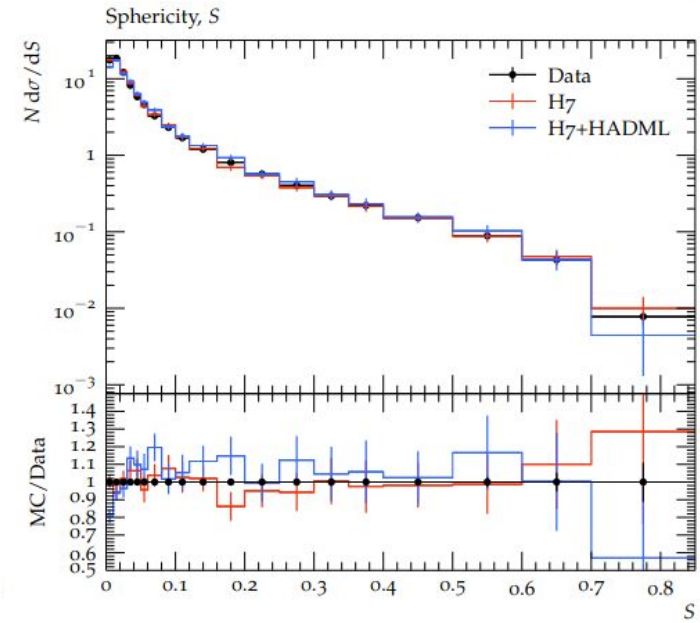 Sphericity, S
N dσ/dS
10¹
1
10⁻¹
10⁻²
10⁻³
Data
H7
H7+HADML
MC/Data
1.4
1.3
1.2
1.1
1
0.9
0.8
0.7
0.6
0.5
0 0.1 0.2 0.3 0.4 0.5 0.6 0.7 0.8
S